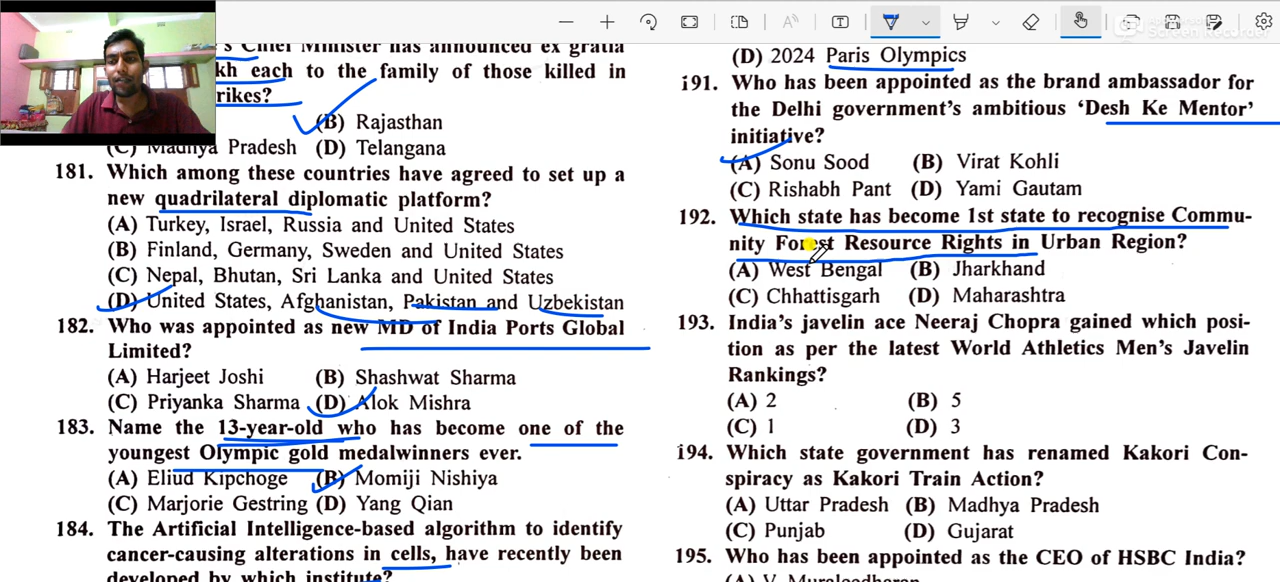 's Chief Minister has announced ex gratia
kh each to the family of those killed in
rikes?
(B) Rajasthan
(C) Madhya Pradesh (D) Telangana
181. Which among these countries have agreed to set up a
new quadrilateral diplomatic platform?
(A) Turkey, Israel, Russia and United States
(B) Finland, Germany, Sweden and United States
(C) Nepal, Bhutan, Sri Lanka and United States
(D) United States, Afghanistan, Pakistan and Uzbekistan
182. Who was appointed as new MD of India Ports Global
Limited?
(A) Harjeet Joshi (B) Shashwat Sharma
(C) Priyanka Sharma (D) Alok Mishra
183. Name the 13-year-old who has become one of the
youngest Olympic gold medalwinners ever.
(A) Eliud Kipchoge (B) Momiji Nishiya
(C) Marjorie Gestring (D) Yang Qian
184. The Artificial Intelligence-based algorithm to identify
cancer-causing alterations in cells, have recently been
developed by which institute?
(D) 2024 Paris Olympics
191. Who has been appointed as the brand ambassador for
the Delhi government's ambitious 'Desh Ke Mentor'
initiative?
(A) Sonu Sood (B) Virat Kohli
(C) Rishabh Pant (D) Yami Gautam
192. Which state has become 1st state to recognise Commu-
nity Forest Resource Rights in Urban Region?
(A) West Bengal (B) Jharkhand
(C) Chhattisgarh (D) Maharashtra
193. India's javelin ace Neeraj Chopra gained which posi-
tion as per the latest World Athletics Men's Javelin
Rankings?
(A) 2 (B) 5
(C) 1 (D) 3
194. Which state government has renamed Kakori Con-
spiracy as Kakori Train Action?
(A) Uttar Pradesh (B) Madhya Pradesh
(C) Punjab (D) Gujarat
195. Who has been appointed as the CEO of HSBC India?
(A) V. Muraleedharan